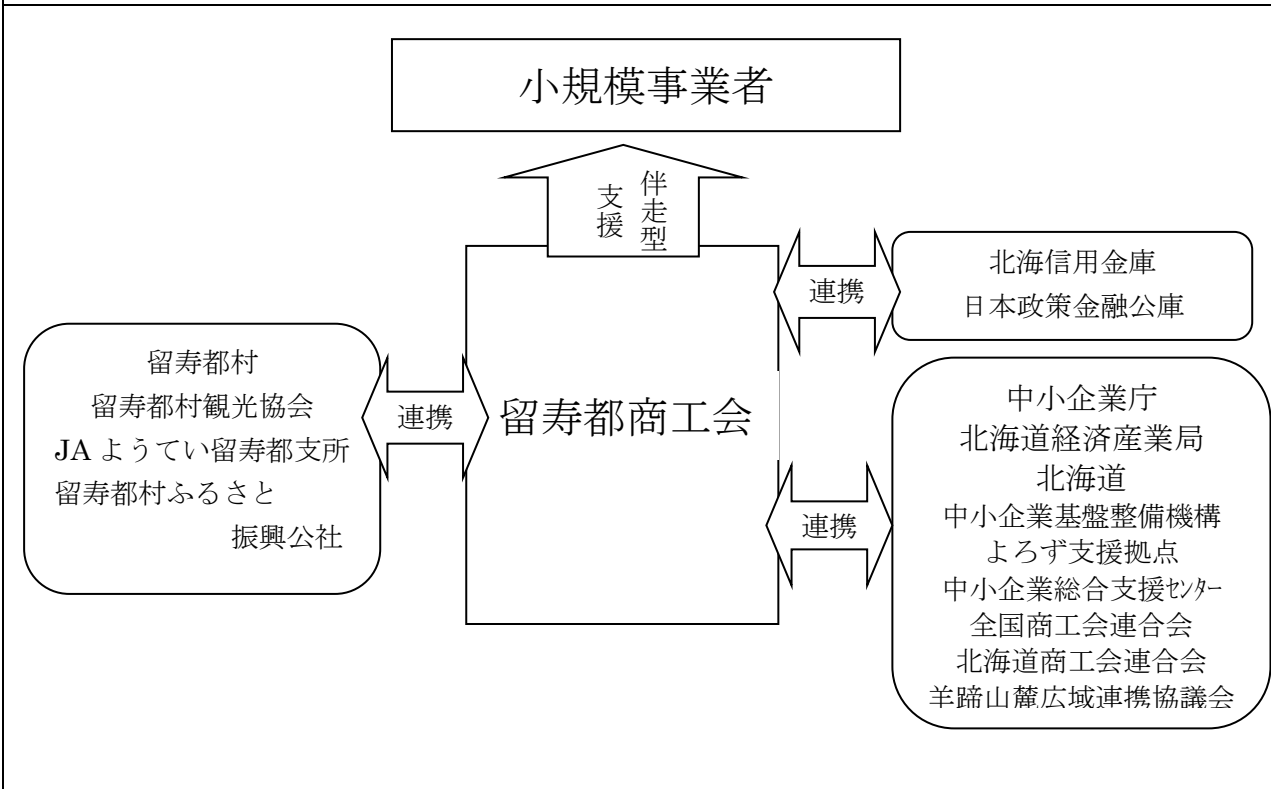 小規模事業者
伴走型
支援
北海信用金庫
日本政策金融公庫
連携
留寿都村
留寿都村観光協会
JAようてい留寿都支所
留寿都村ふるさと
振興公社
連携
留寿都商工会
中小企業庁
北海道経済産業局
北海道
中小企業基盤整備機構
よろず支援拠点
中小企業総合支援ｾﾝﾀｰ
全国商工会連合会
北海道商工会連合会
羊蹄山麓広域連携協議会
連携